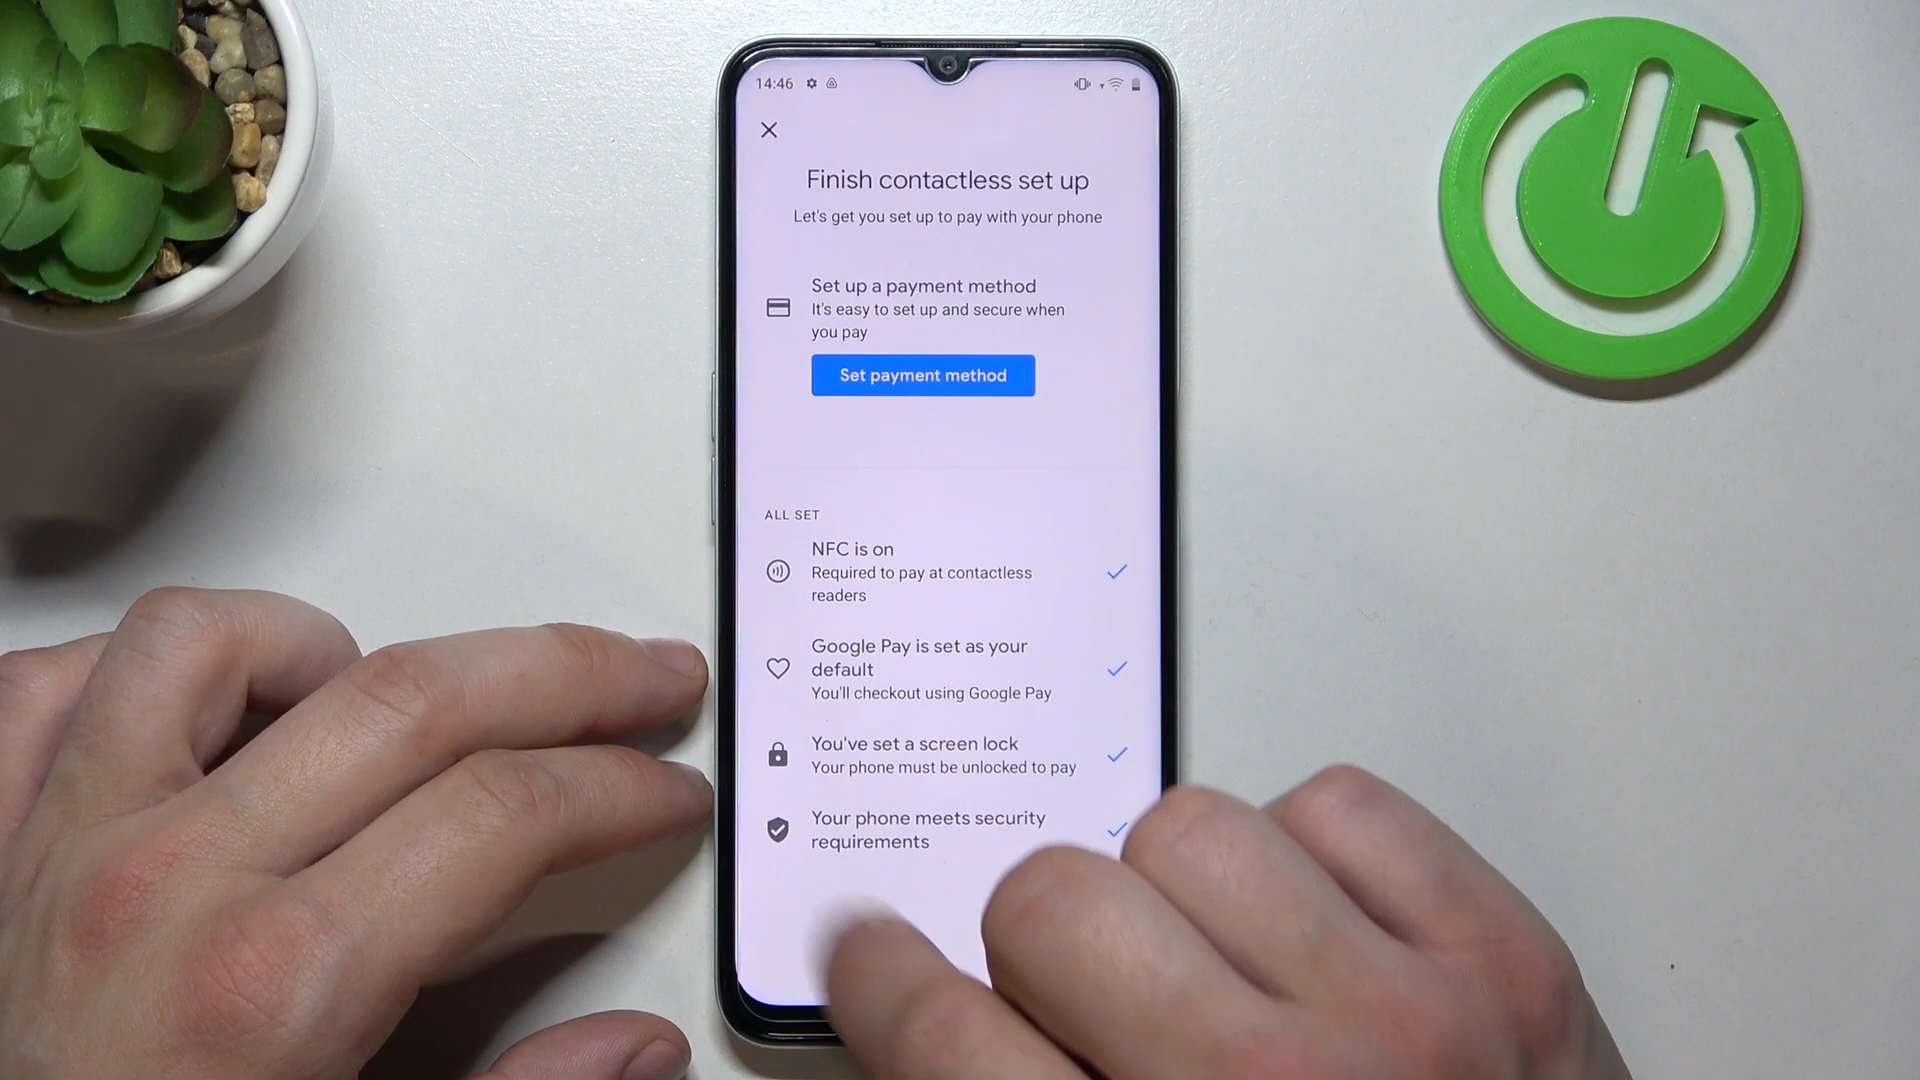 14:46
Finish contactless set up
Let's get you set up to pay with your phone
Set up a payment method
It's easy to set up and secure when
you pay
Set payment method
ALL SET
NFC is on
Required to pay at contactless
readers
Google Pay is set as your
default
You'll checkout using Google Pay
You've set a screen lock
Your phone must be unlocked to pay
Your phone meets security
requirements